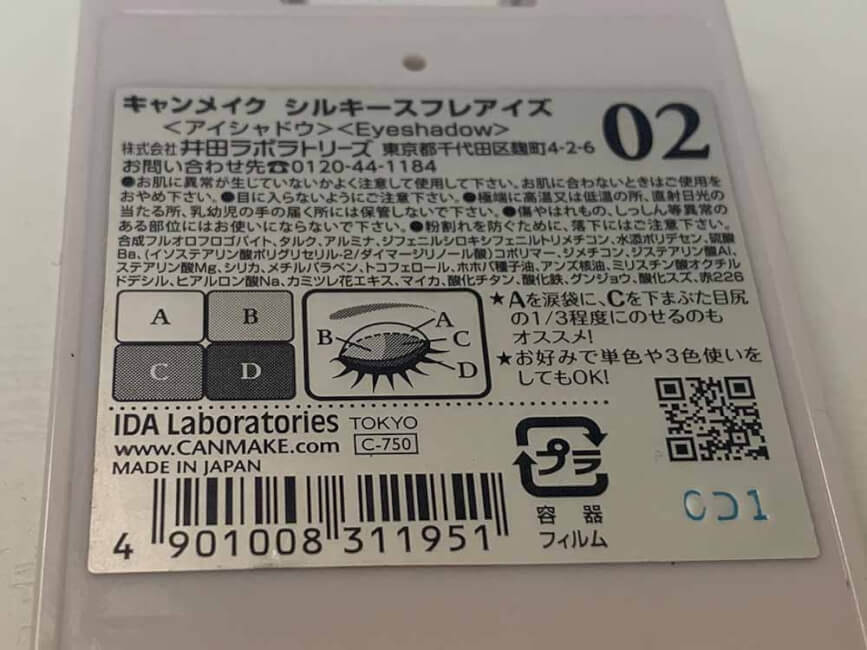 キャンメイク シルキースフレアイズ
02
<アイシャドウ><Eyeshadow>
株式会社 井田ラボラトリーズ 東京都千代田区麹町4-2-6
お問い合わせ先☎0120-44-1184
●お肌に異常が生じていないかよく注意して使用して下さい。お肌に合わないときはご使用を
おやめ下さい。●目に入らないようにご注意下さい。●極端に高温又は低温の所、直射日光の
当たる所、乳幼児の手の届く所には保管しないで下さい。●傷やはれもの、しっしん等異常の
ある部位にはお使いにならないで下さい。●粉割れを防ぐために、落下にはご注意下さい。
合成フルオロフロゴパイト、タルク、アルミナ、ジフェニルシロキシフェニルトリメチコン、水添ポリデセン、硫酸
Ba、(イソステアリン酸ポリグリセリル-2/ダイマージリノール酸)コポリマー、ジメチコン、ジステアリン酸Al、
ステアリン酸Mg、シリカ、メチルパラベン、トコフェロール、ホホバ種子油、アンズ核油、ミリスチン酸オクチル
ドデシル、ヒアルロン酸Na、カミツレ花エキス、マイカ、酸化チタン、酸化鉄、グンジョウ、酸化スズ、赤226
A
B
C
D
A
B
C
D
★Aを涙袋に、Cを下まぶた目尻
の1/3程度にのせるのも
オススメ!
★お好みで単色や3色使いを
してもOK!
IDA Laboratories TOKYO
www.CANMAKE.com C-750
MADE IN JAPAN
プラ
容器
フィルム
4 901008 311951